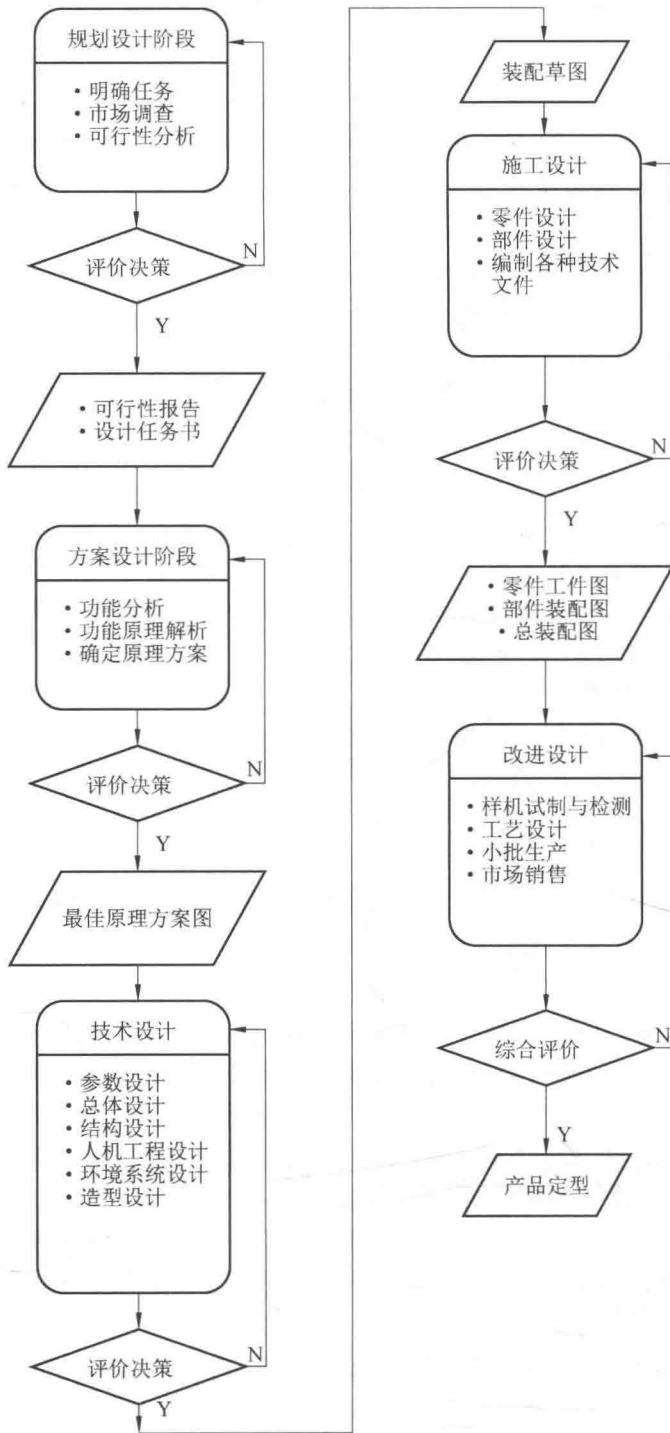 规划设计阶段
• 明确任务
• 市场调查
• 可行性分析
评价决策
N
Y
• 可行性报告
• 设计任务书
方案设计阶段
• 功能分析
• 功能原理解析
• 确定原理方案
评价决策
N
Y
最佳原理方案图
技术设计
• 参数设计
• 总体设计
• 结构设计
• 人机工程设计
• 环境系统设计
• 造型设计
评价决策
N
Y
装配草图
施工设计
• 零件设计
• 部件设计
• 编制各种技术
文件
评价决策
N
Y
• 零件工件图
• 部件装配图
• 总装配图
改进设计
• 样机试制与检测
• 工艺设计
• 小批生产
• 市场销售
综合评价
N
Y
产品定型